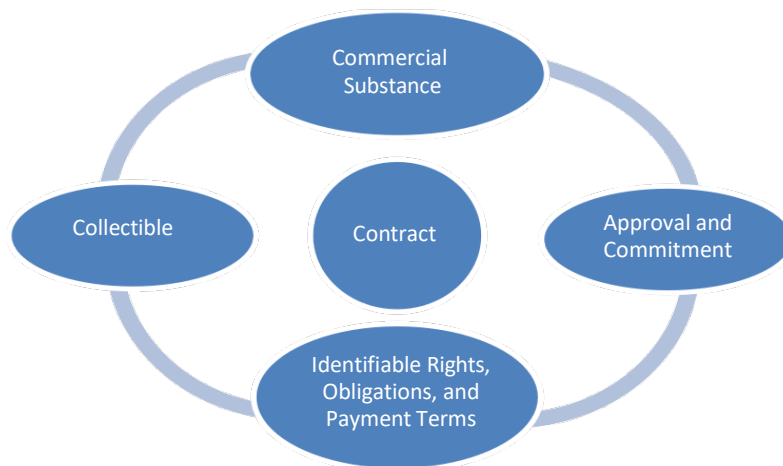 Commercial
Substance
Collectible
Contract
Approval and
Commitment
Identifiable Rights,
Obligations, and
Payment Terms